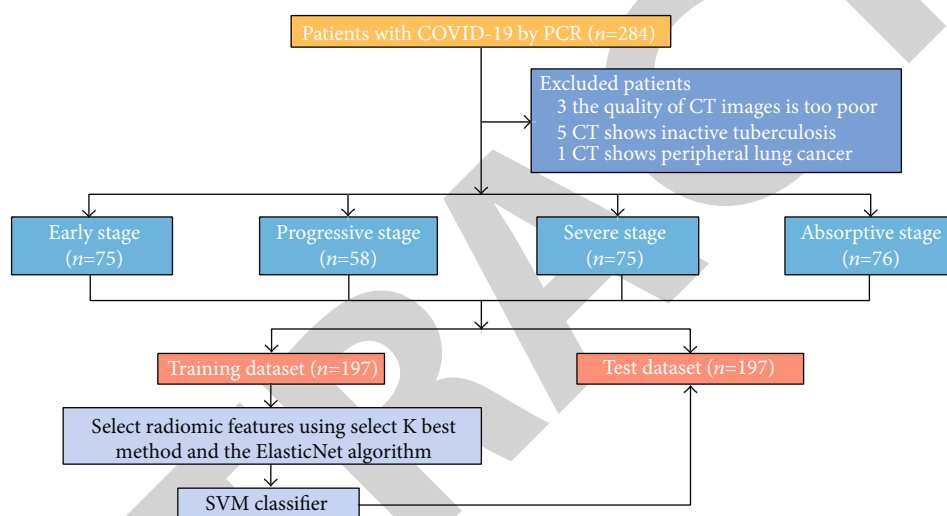 Patients with COVID-19 by PCR (n=284)
Excluded patients
3 the quality of CT images is too poor
5 CT shows inactive tuberculosis
1 CT shows peripheral lung cancer
Early stage
(n=75)
Progressive stage
(n=58)
Severe stage
(n=75)
Absorptive stage
(n=76)
Training dataset (n=197)
Test dataset (n=197)
Select radiomic features using select K best
method and the ElasticNet algorithm
SVM classifier
TRACT